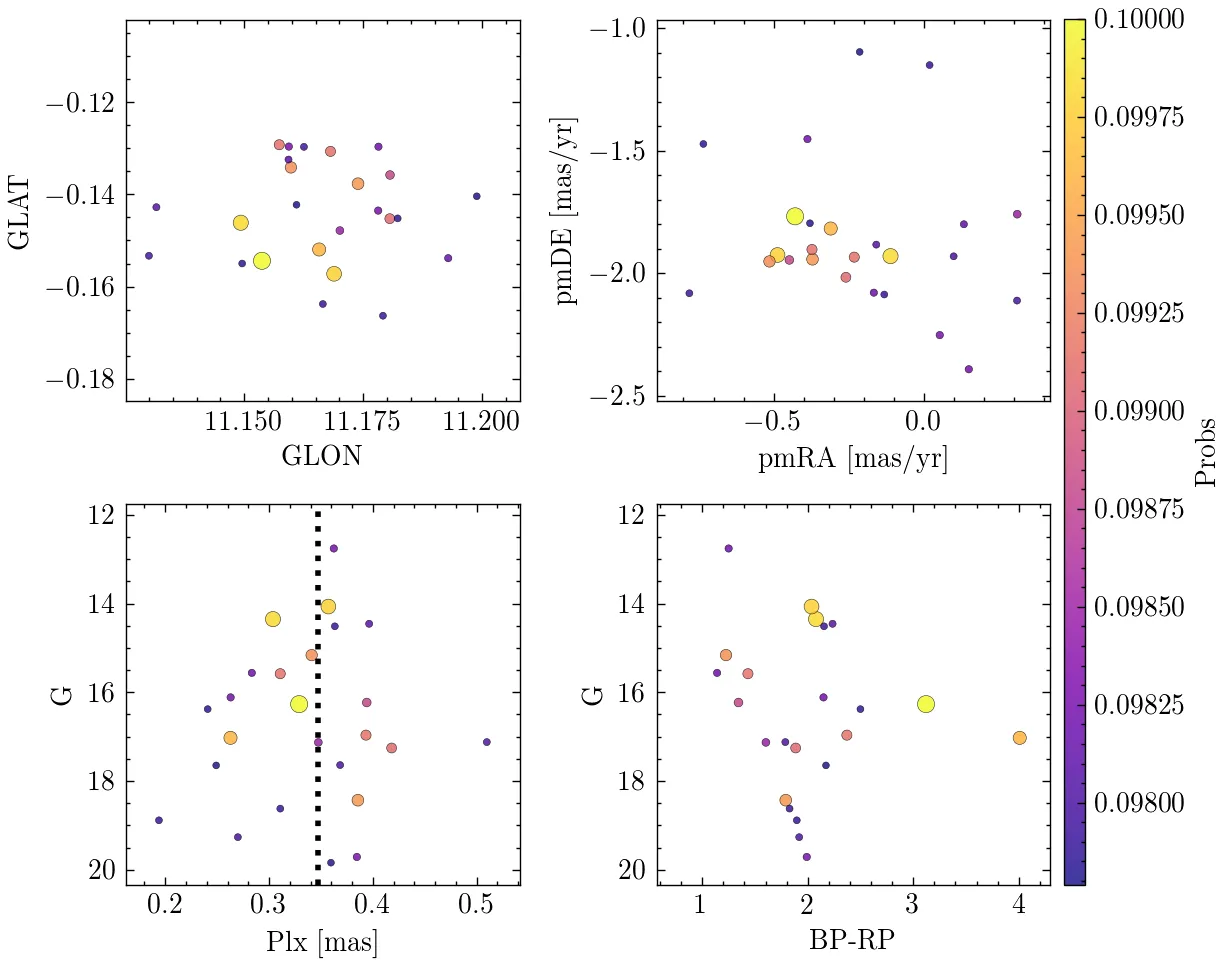 −0.12
−0.14
−0.16
−0.18
GLAT
11.150 11.175 11.200
GLON
−1.0
−1.5
−2.0
−2.5
pmDE [mas/yr]
−0.5 0.0
pmRA [mas/yr]
12
14
16
18
20
G
0.2 0.3 0.4 0.5
Plx [mas]
12
14
16
18
20
G
1 2 3 4
BP-RP
0.10000
0.09975
0.09950
0.09925
0.09900
0.09875
0.09850
0.09825
0.09800
Probs